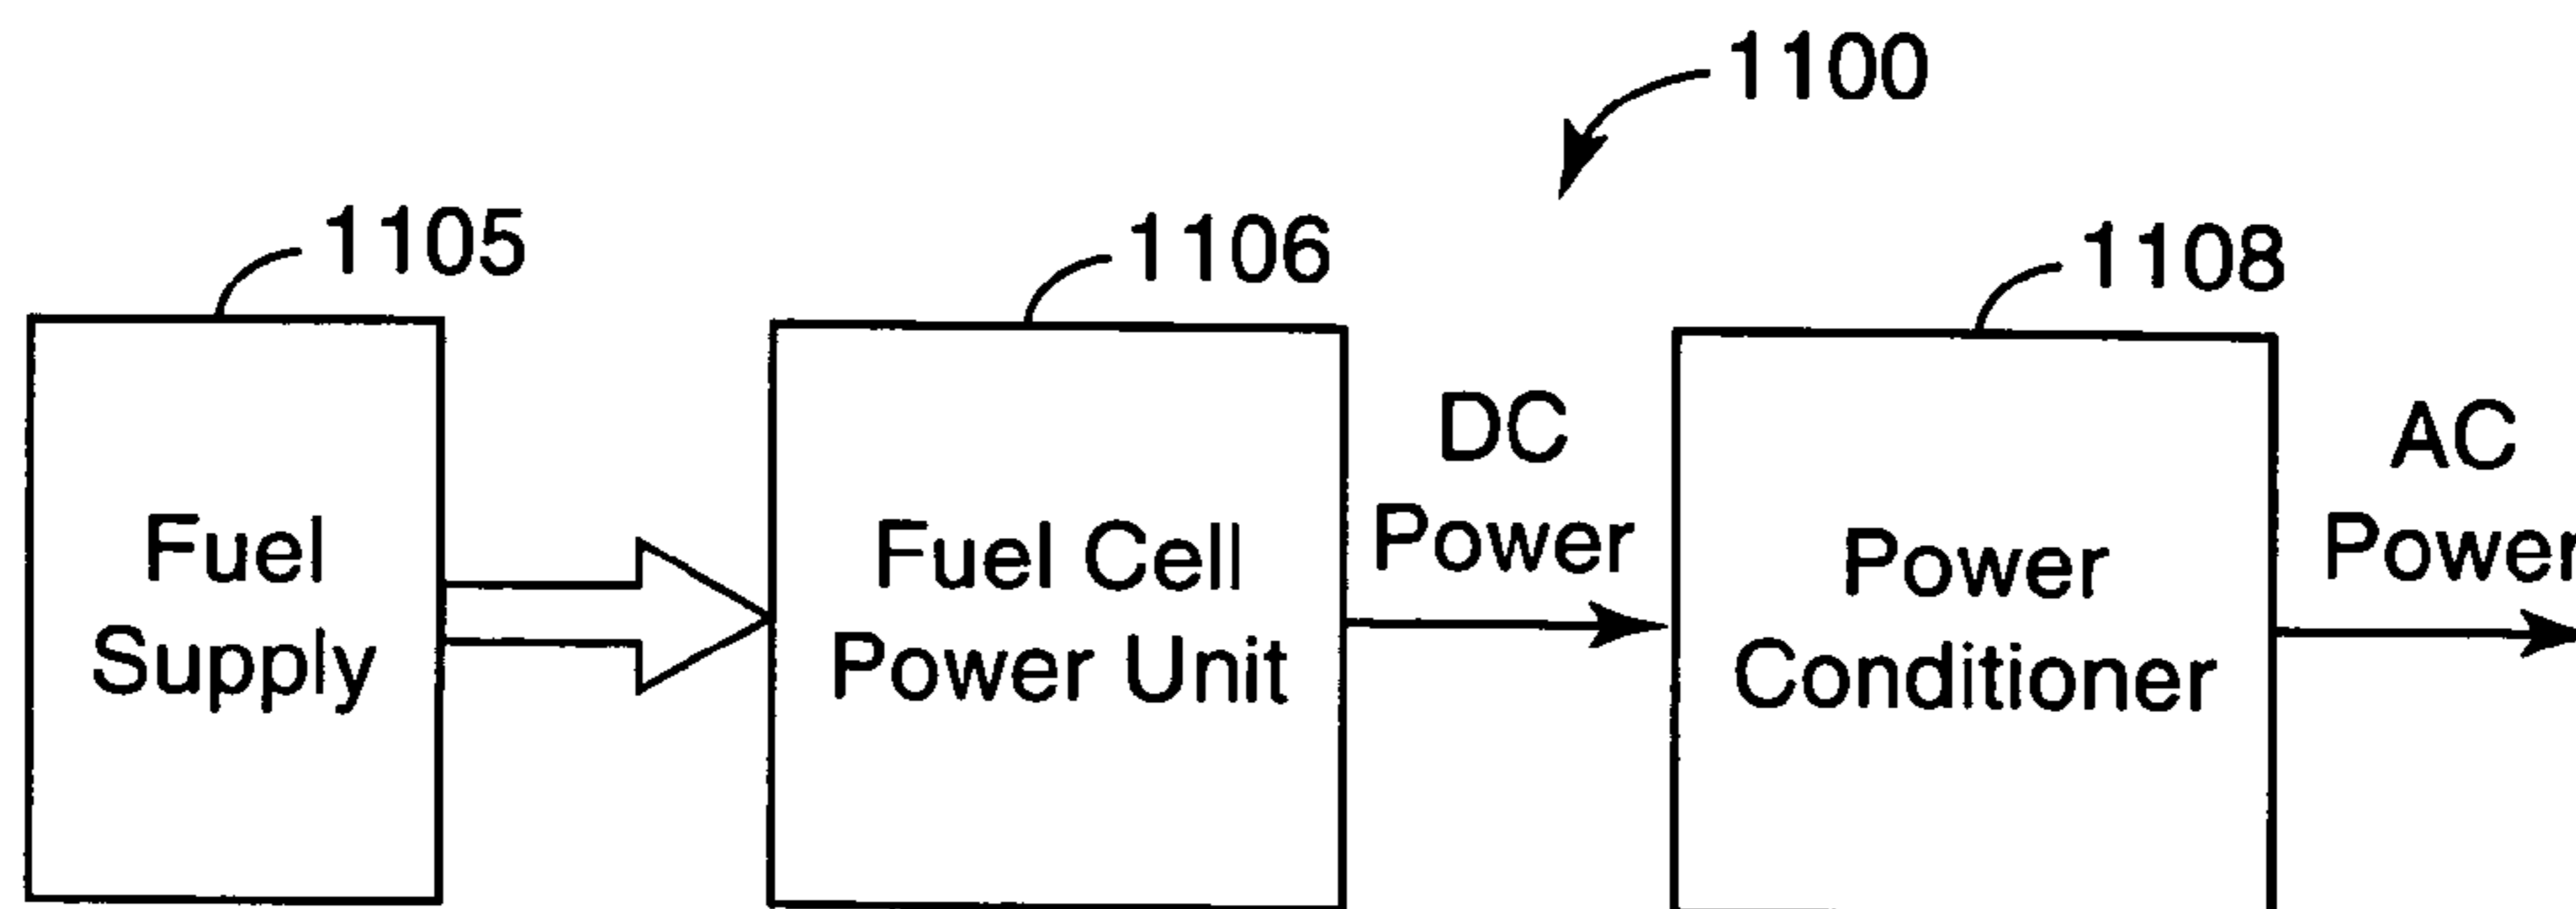 1100
1105
1106
1108
DC
Power
AC
Power
Fuel
Supply
Fuel Cell
Power Unit
Power
Conditioner